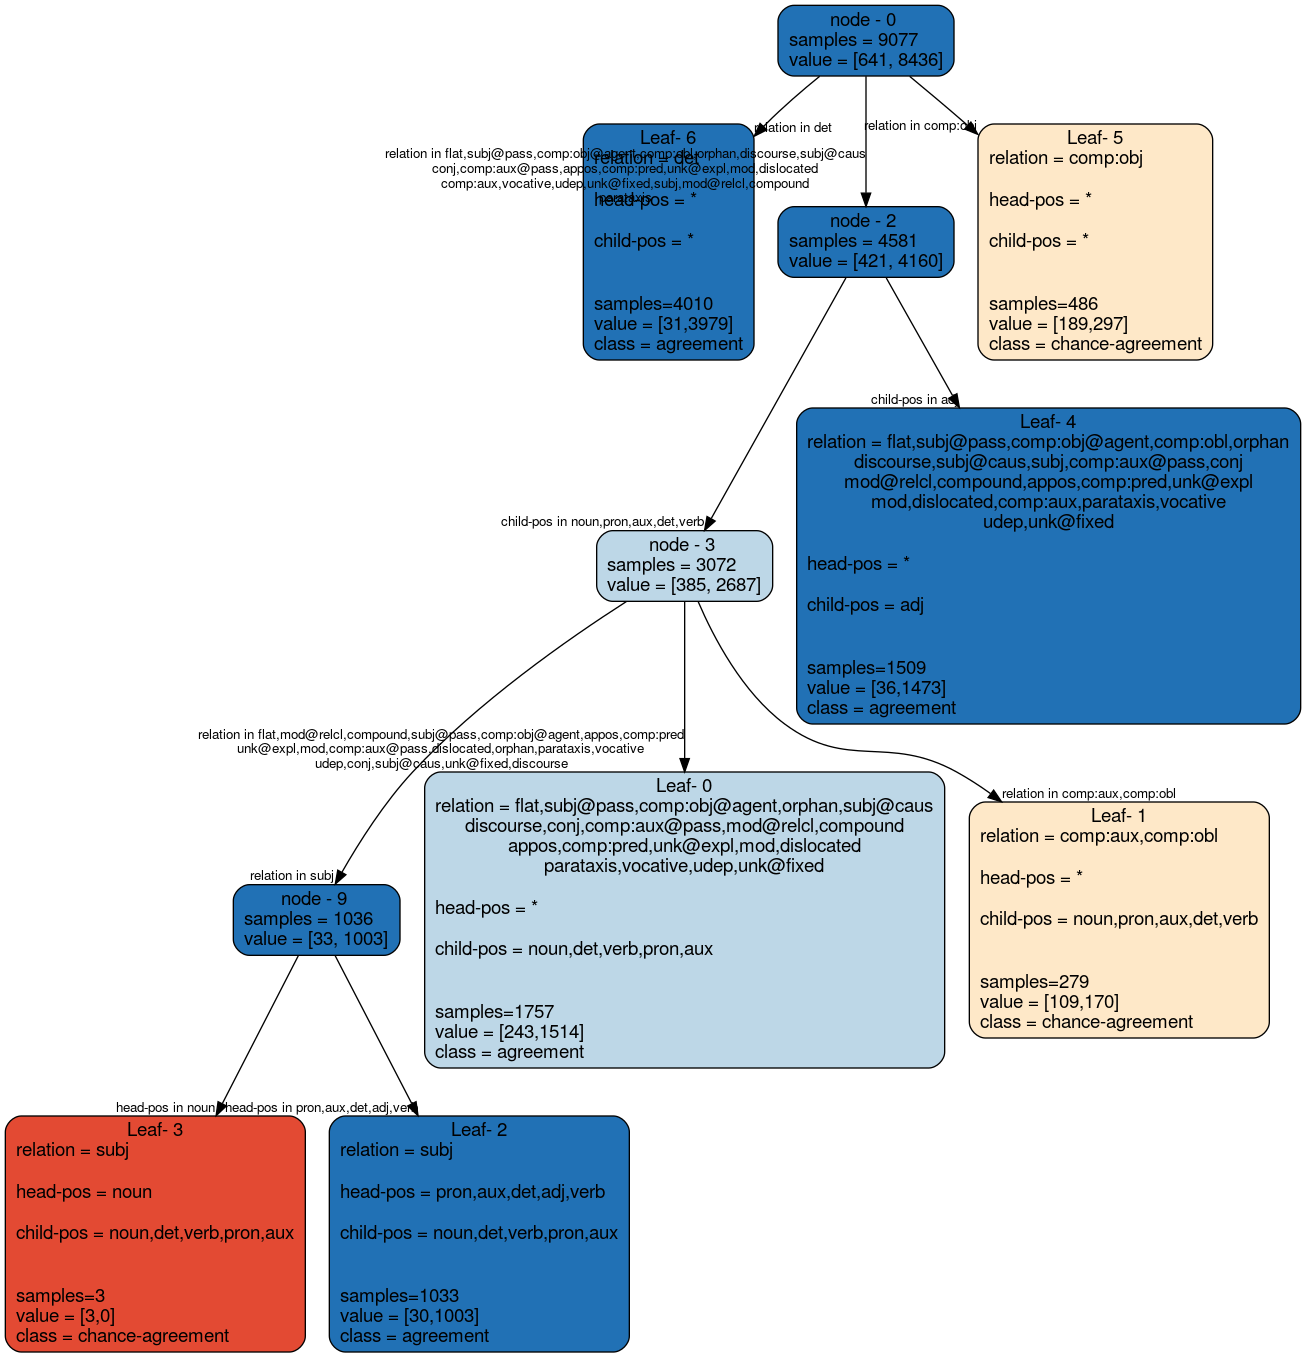 node - 0
samples = 9077
value = [641, 8436]
relation in det
relation in comp:obj
relation in flat,subj@pass,comp:obj@agent,comp:obl,orphan,discourse,subj@caus
conj,comp:aux@pass,appos,comp:pred,unk@expl,mod,dislocated
comp:aux,vocative,udep,unk@fixed,subj,mod@relcl,compound
parataxis
Leaf- 6
relation = det
head-pos = *
child-pos = *
samples=4010
value = [31,3979]
class = agreement
node - 2
samples = 4581
value = [421, 4160]
Leaf- 5
relation = comp:obj
head-pos = *
child-pos = *
samples=486
value = [189,297]
class = chance-agreement
child-pos in adj
Leaf- 4
relation = flat,subj@pass,comp:obj@agent,comp:obl,orphan
discourse,subj@caus,subj,comp:aux@pass,conj
mod@relcl,compound,appos,comp:pred,unk@expl
mod,dislocated,comp:aux,parataxis,vocative
udep,unk@fixed
head-pos = *
child-pos = adj
samples=1509
value = [36,1473]
class = agreement
child-pos in noun,pron,aux,det,verb
node - 3
samples = 3072
value = [385, 2687]
relation in flat,mod@relcl,compound,subj@pass,comp:obj@agent,appos,comp:pred
unk@expl,mod,comp:aux@pass,dislocated,orphan,parataxis,vocative
udep,conj,subj@caus,unk@fixed,discourse
Leaf- 0
relation = flat,subj@pass,comp:obj@agent,orphan,subj@caus
discourse,conj,comp:aux@pass,mod@relcl,compound
appos,comp:pred,unk@expl,mod,dislocated
parataxis,vocative,udep,unk@fixed
head-pos = *
child-pos = noun,det,verb,pron,aux
samples=1757
value = [243,1514]
class = agreement
relation in comp:aux,comp:obl
Leaf- 1
relation = comp:aux,comp:obl
head-pos = *
child-pos = noun,pron,aux,det,verb
samples=279
value = [109,170]
class = chance-agreement
relation in subj
node - 9
samples = 1036
value = [33, 1003]
head-pos in noun
head-pos in pron,aux,det,adj,verb
Leaf- 3
relation = subj
head-pos = noun
child-pos = noun,det,verb,pron,aux
samples=3
value = [3,0]
class = chance-agreement
Leaf- 2
relation = subj
head-pos = pron,aux,det,adj,verb
child-pos = noun,det,verb,pron,aux
samples=1033
value = [30,1003]
class = agreement